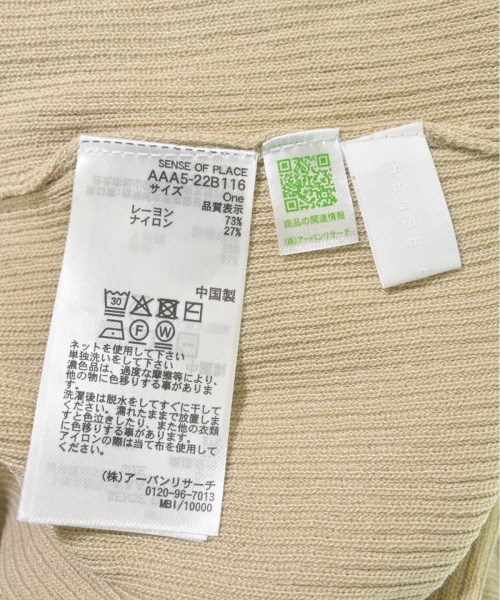 SENSE OF PLACE
AAA5-22B116
サイズ
One
品質表示
レーヨン 73%
ナイロン 27%
中国製
30
F W
ネットを使用して下さい
単独洗いをして下さい
濃色品は、過度な摩擦等により、
他の物に色移りする事がありま
す。
洗濯後は脱水をしてすぐに干して
ください。濡れたままで放置しま
すと色泣きしたり、また他の衣類
に色移りする事があります。
アイロンの際は当て布を使用して
ください。
(株)アーバンリサーチ
0120-96-7013
MBI/10000
商品の関連情報
(株)アーバンリサーチ